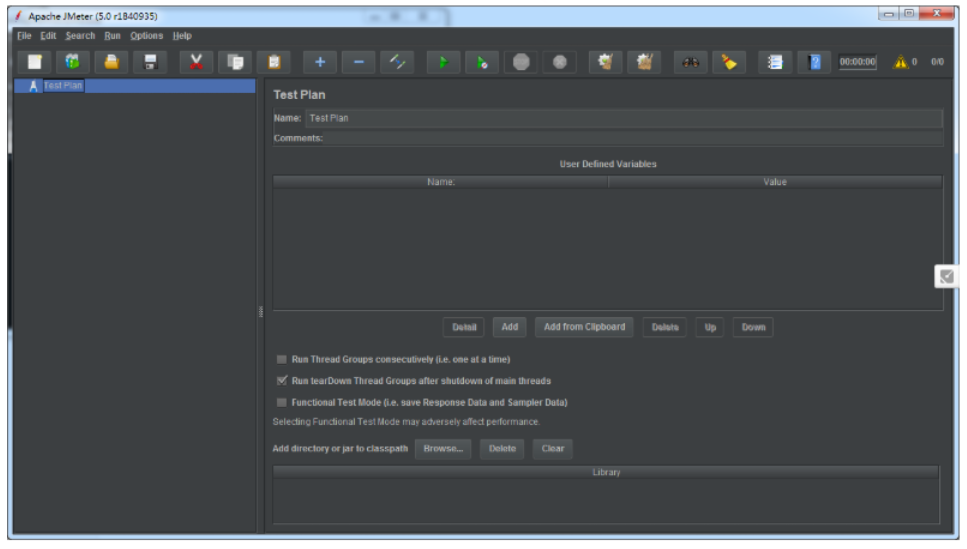 Apache JMeter (5.0 r1840935)
File Edit Search Run Options Help
00:00:00 0 0/0
Test Plan
Test Plan
Name: Test Plan
Comments:
User Defined Variables
Name: Value
Detail Add Add from Clipboard Delete Up Down
Run Thread Groups consecutively (i.e. one at a time)
Run tearDown Thread Groups after shutdown of main threads
Functional Test Mode (i.e. save Response Data and Sampler Data)
Selecting Functional Test Mode may adversely affect performance.
Add directory or jar to classpath Browse... Delete Clear
Library